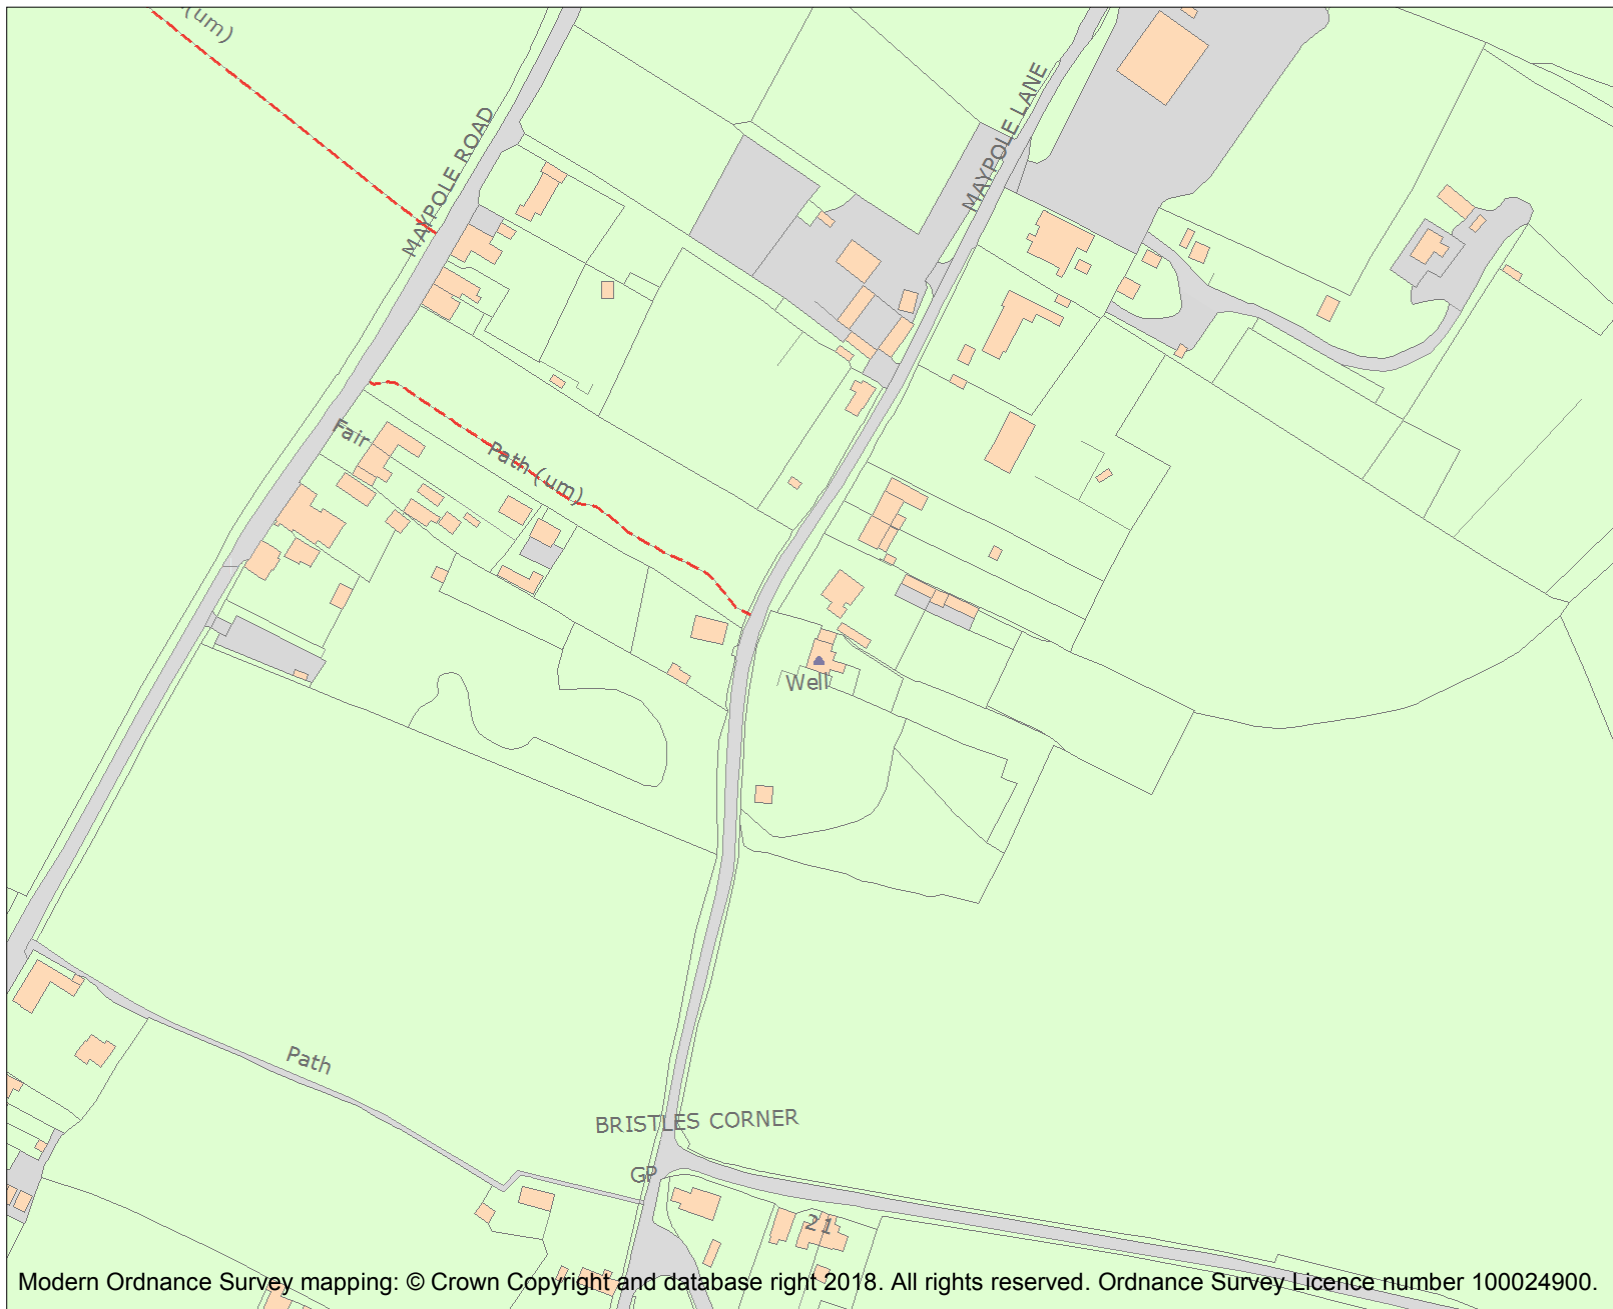 (um)
MAYPOLE ROAD
MAYPOLE LANE
Fair
Path (um)
Well
Path
BRISTLES CORNER
GP
21
Modern Ordnance Survey mapping: © Crown Copyright and database right 2018. All rights reserved. Ordnance Survey Licence number 100024900.